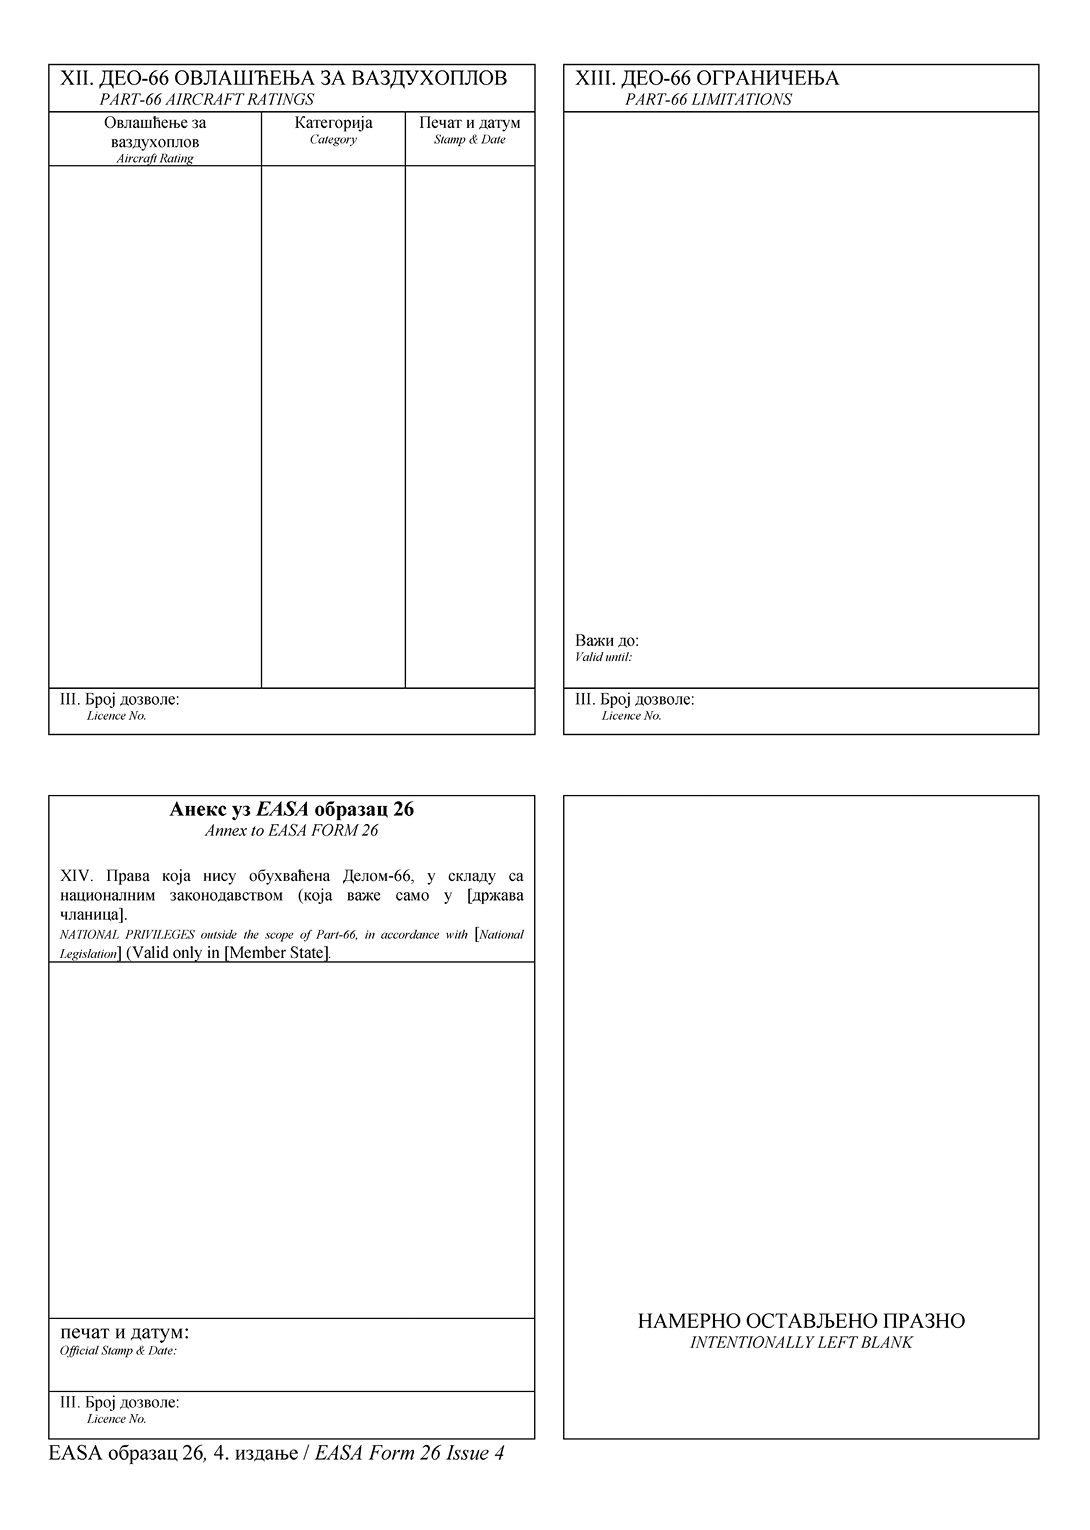 XII. ДЕО-66 ОВЛАШЋЕЊА ЗА ВАЗДУХОПЛОВ
PART-66 AIRCRAFT RATINGS
Овлашћење за
ваздухоплов
Aircraft Rating
Категорија
Category
Печат и датум
Stamp & Date
III. Број дозволе:
Licence No.
XIII. ДЕО-66 ОГРАНИЧЕЊА
PART-66 LIMITATIONS
Важи до:
Valid until:
III. Број дозволе:
Licence No.
Анекс уз EASA образац 26
Annex to EASA FORM 26
XIV. Права која нису обухваћена Делом-66, у складу са
националним законодавством (која важе само у [држава
чланица].
NATIONAL PRIVILEGES outside the scope of Part-66, in accordance with [National
Legislation] (Valid only in [Member State].
печат и датум:
Official Stamp & Date:
III. Број дозволе:
Licence No.
НАМЕРНО ОСТАВЉЕНО ПРАЗНО
INTENTIONALLY LEFT BLANK
EASA образац 26, 4. издање / EASA Form 26 Issue 4